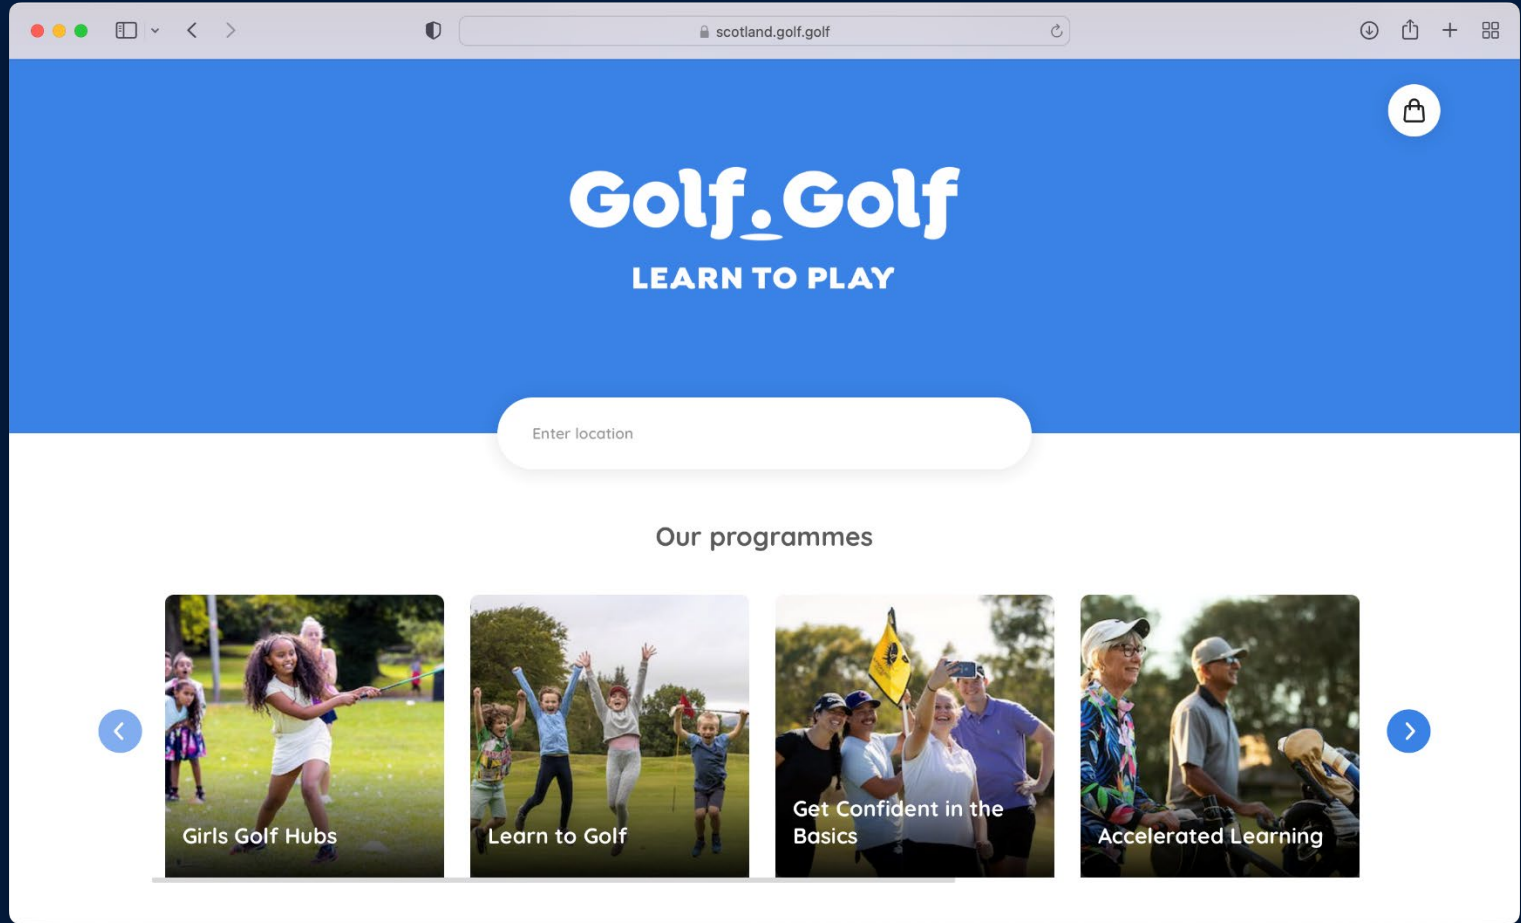 scotland.golf.golf
Golf.Golf
LEARN TO PLAY
Enter location
Our programmes
Girls Golf Hubs
Learn to Golf
Get Confident in the
Basics
Accelerated Learning